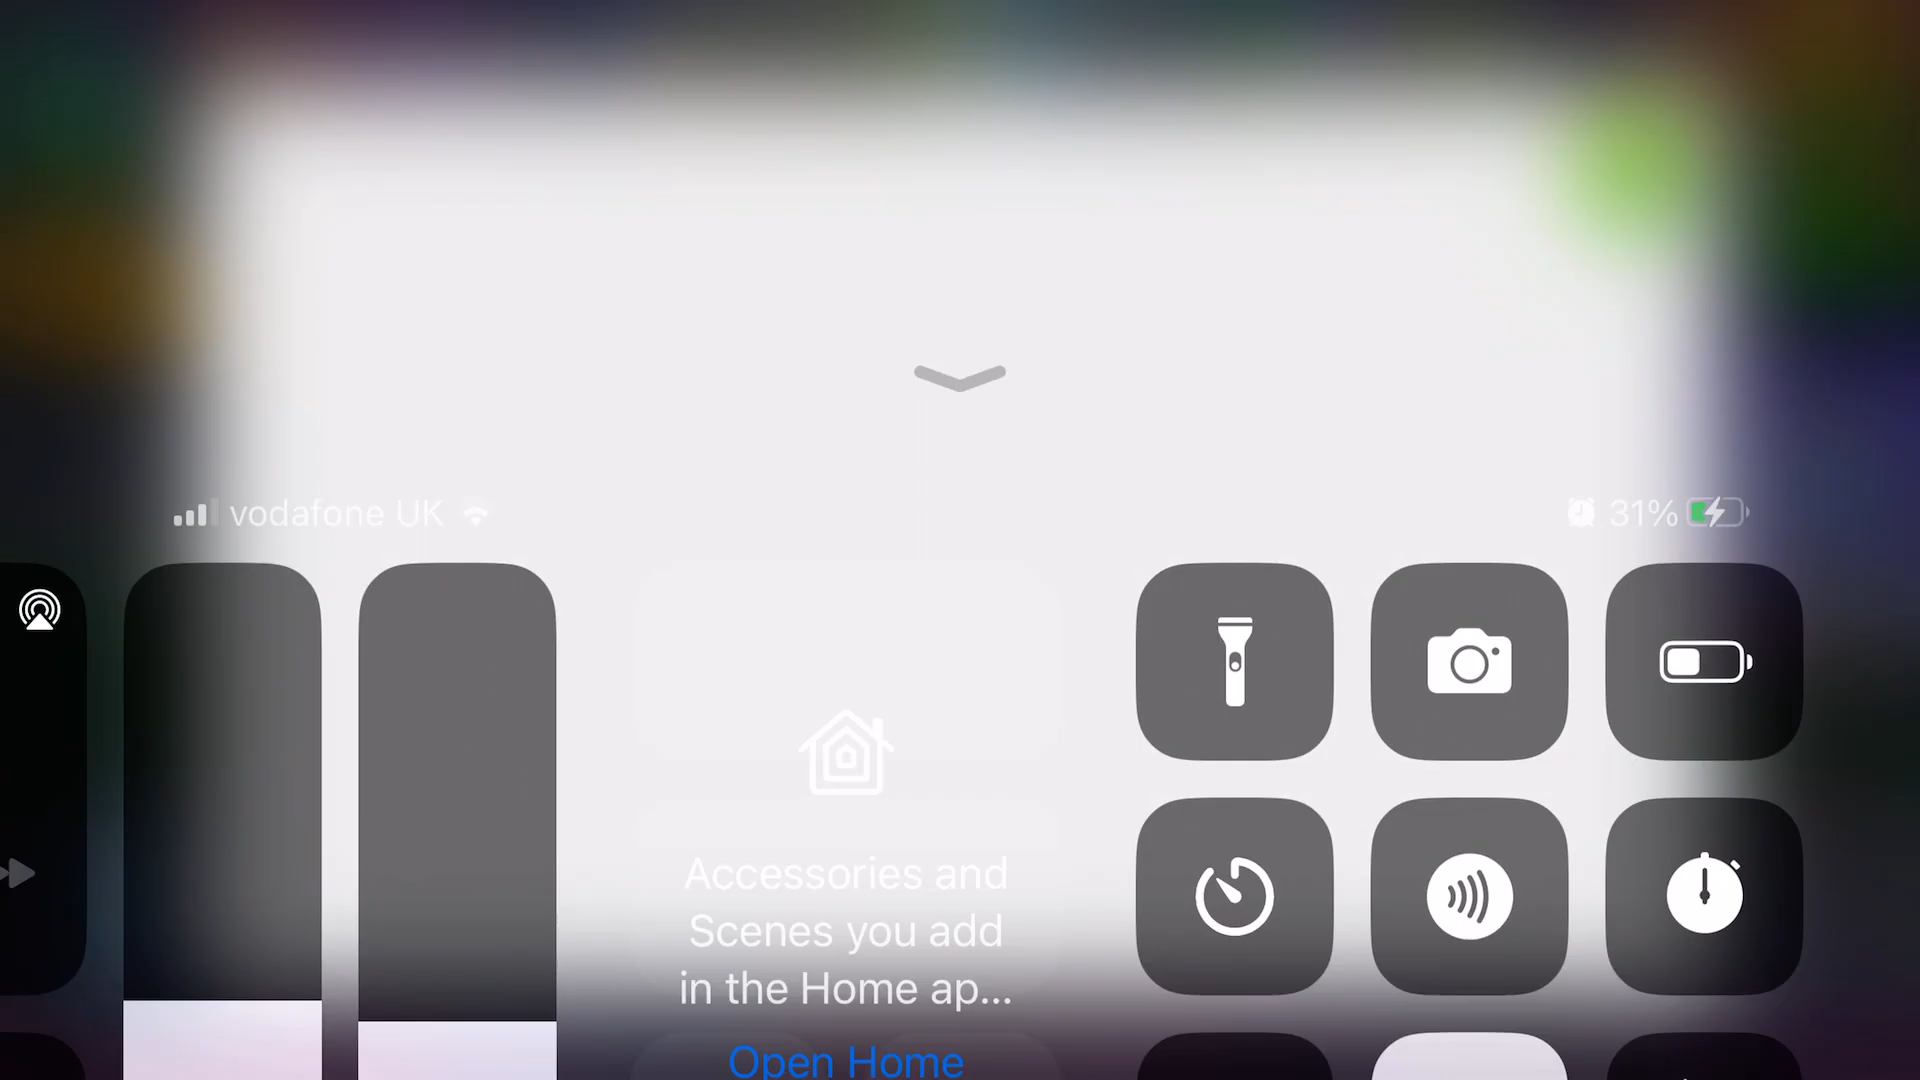 vodafone UK
31%
Accessories and
Scenes you add
in the Home ap...
Open Home